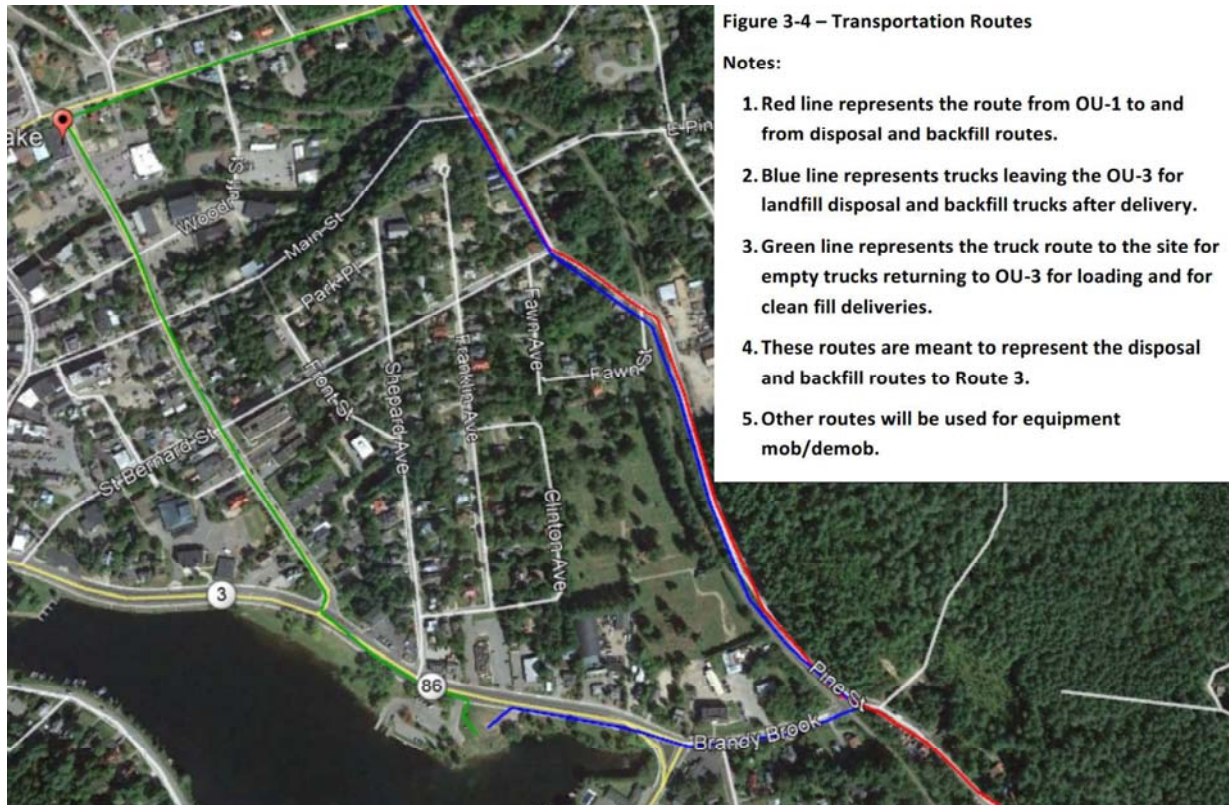 Figure 3-4 – Transportation Routes
Notes:
1. Red line represents the route from OU-1 to and
from disposal and backfill routes.
2. Blue line represents trucks leaving the OU-3 for
landfill disposal and backfill trucks after delivery.
3. Green line represents the truck route to the site for
empty trucks returning to OU-3 for loading and for
clean fill deliveries.
4. These routes are meant to represent the disposal
and backfill routes to Route 3.
5. Other routes will be used for equipment
mob/demob.
ake
E Pin
Wood
Main St
Park Pl
Front St
Shepard Ave
Franklin Ave
Fawn Ave
Fawn St
St Bernard St
Clinton Ave
3
86
Pine St
Brandy Brook